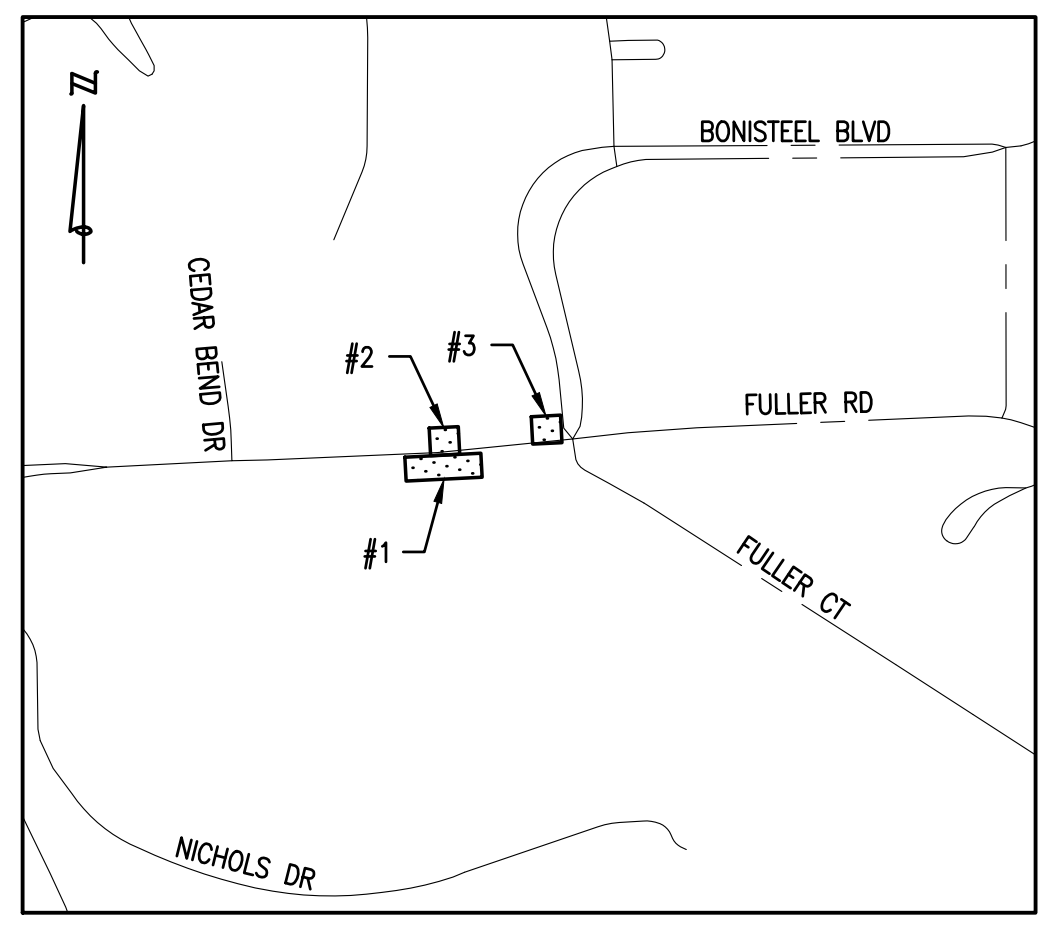 N
BONISTEEL BLVD
CEDAR BEND DR
#2
#3
FULLER RD
#1
FULLER CT
NICHOLS DR